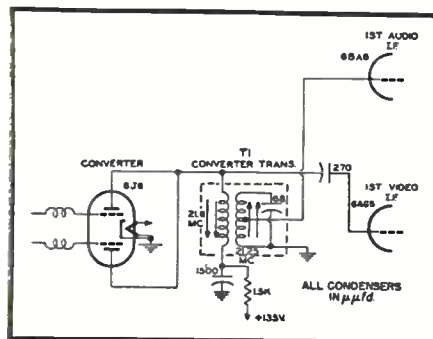 1ST AUDIO
I.F.
6BA6
T1
CONVERTER TRANS.
CONVERTER
6J6
270
1ST VIDEO
I.F.
6AG5
68
21.8
MC
21.25
MC
1500
1.5K
+135V.
ALL CONDENSERS
IN µµfd.